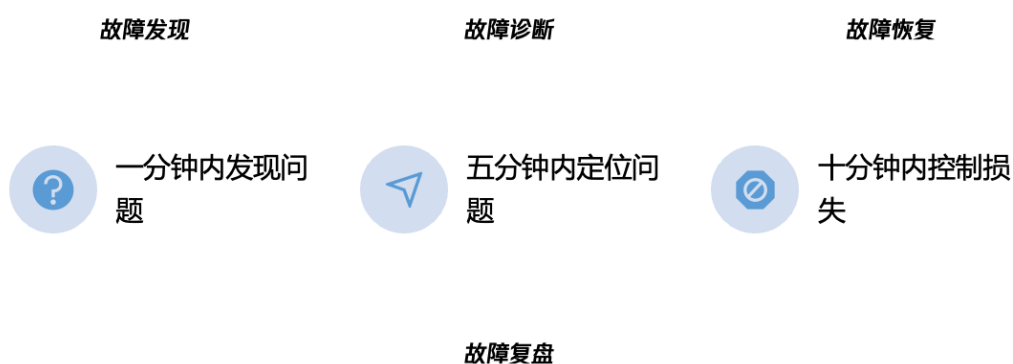 故障发现
故障诊断
故障恢复
一分钟内发现问
题
五分钟内定位问
题
十分钟内控制损
失
故障复盘